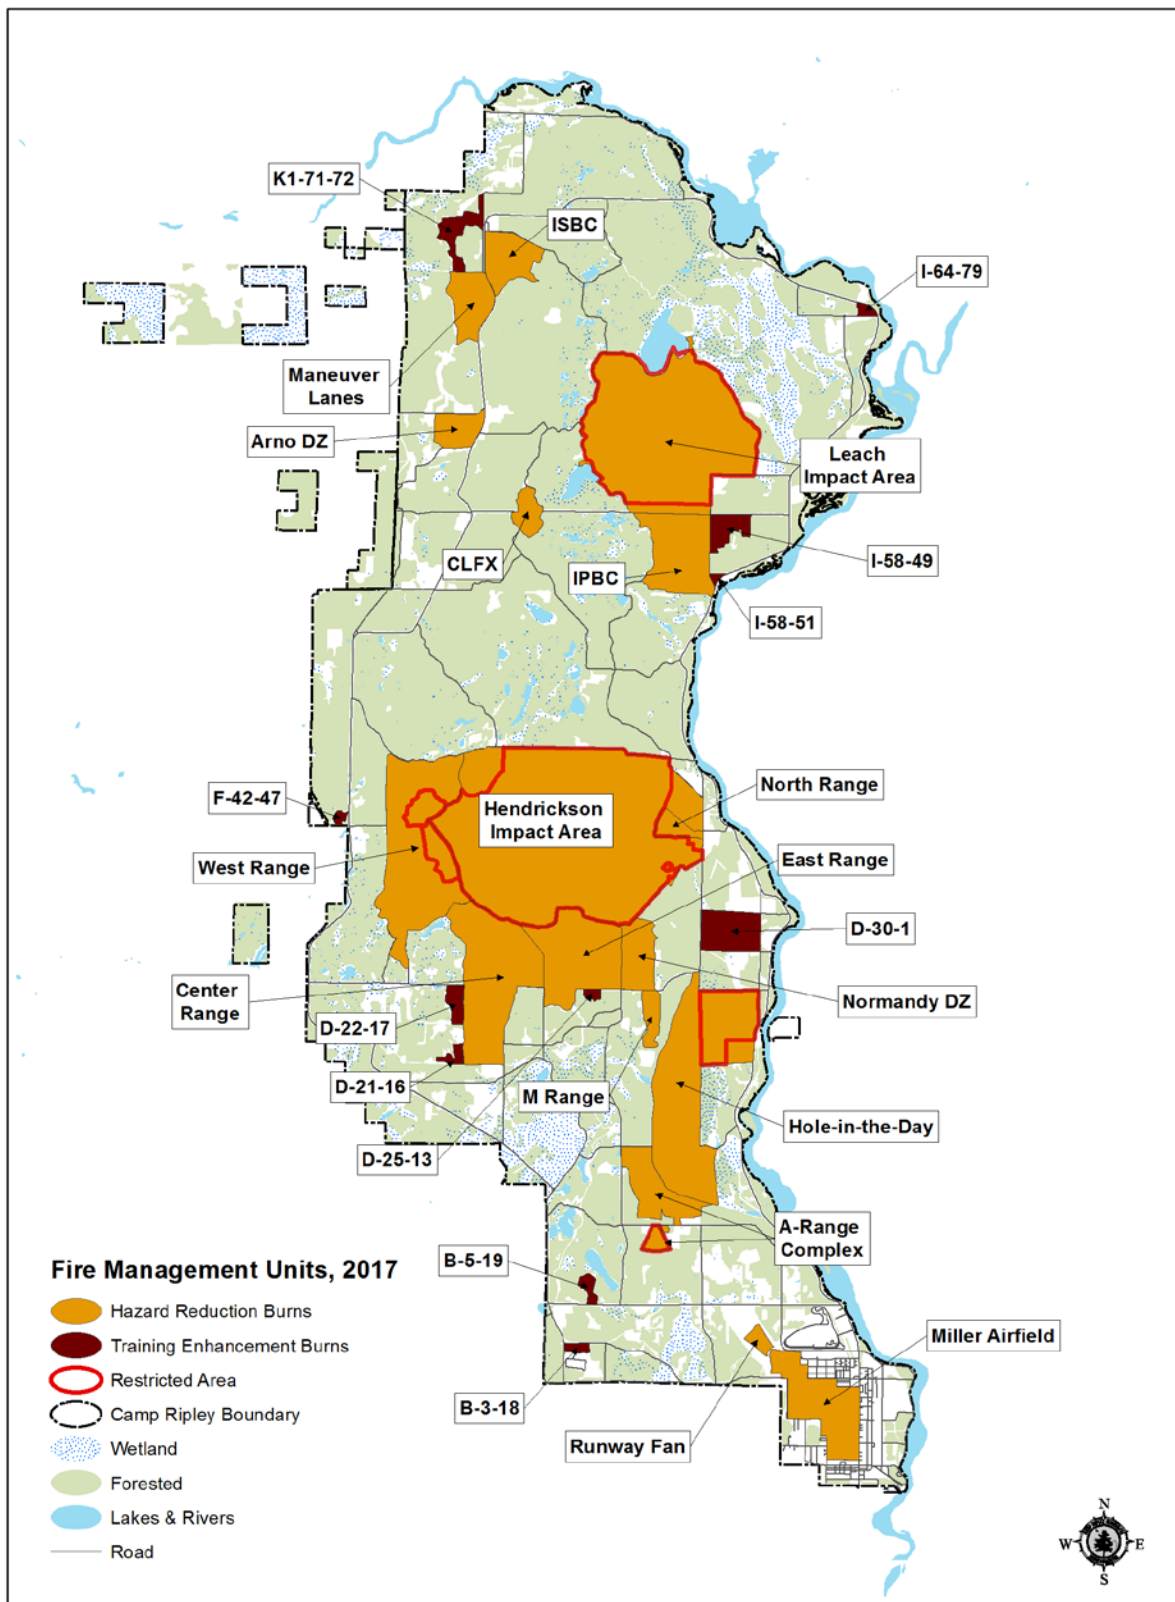 K1-71-72
ISBC
I-64-79
Maneuver
Lanes
Arno DZ
Leach
Impact Area
CLFX
IPBC
I-58-49
I-58-51
F-42-47
Hendrickson
Impact Area
North Range
West Range
East Range
D-30-1
Center
Range
Normandy DZ
D-22-17
D-21-16
M Range
Hole-in-the-Day
D-25-13
A-Range
Complex
B-5-19
Miller Airfield
B-3-18
Runway Fan
Fire Management Units, 2017
Hazard Reduction Burns
Training Enhancement Burns
Restricted Area
Camp Ripley Boundary
Wetland
Forested
Lakes & Rivers
Road
N
W E
S